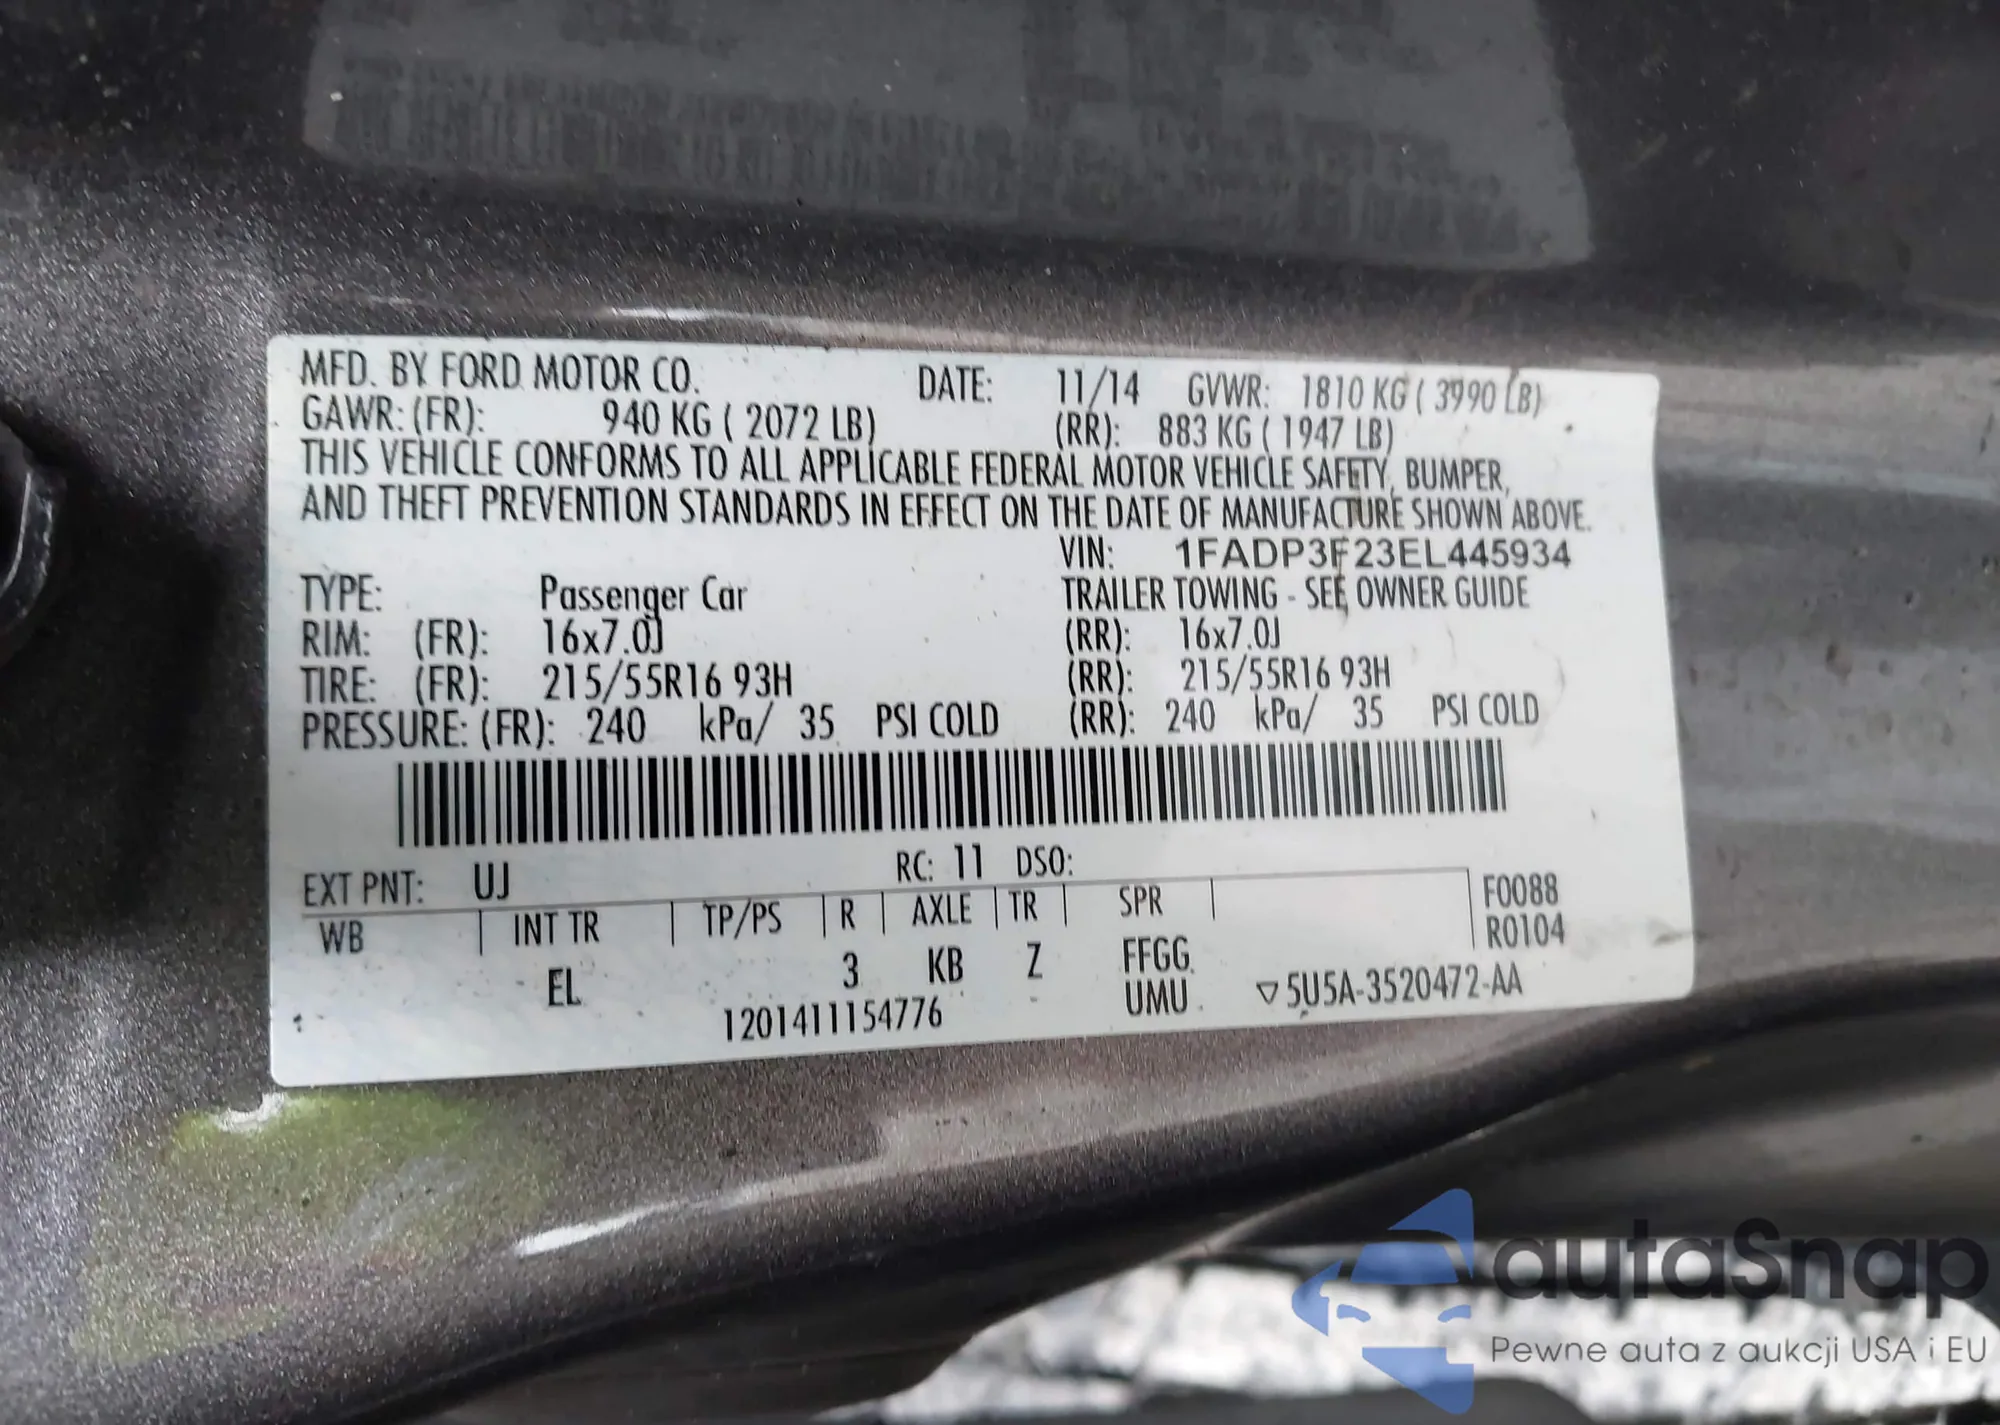 MFD. BY FORD MOTOR CO. DATE: 11/14 GVWR: 1810 KG ( 3990 LB)
GAWR: (FR): 940 KG ( 2072 LB) (RR): 883 KG ( 1947 LB)
THIS VEHICLE CONFORMS TO ALL APPLICABLE FEDERAL MOTOR VEHICLE SAFETY, BUMPER,
AND THEFT PREVENTION STANDARDS IN EFFECT ON THE DATE OF MANUFACTURE SHOWN ABOVE.
VIN: 1FADP3F23EL445934
TYPE: Passenger Car TRAILER TOWING - SEE OWNER GUIDE
RIM: (FR): 16x7.0J (RR): 16x7.0J
TIRE: (FR): 215/55R16 93H (RR): 215/55R16 93H
PRESSURE: (FR): 240 kPa/ 35 PSI COLD (RR): 240 kPa/ 35 PSI COLD
EXT PNT: UJ RC: 11 DSO:
WB INT TR TP/PS R AXLE TR SPR F0088
R0104
EL 3 KB Z FFGG
1201411154776 UMU ▽5U5A-3520472-AA
autoSnap
Pewne auta z aukcji USA i EU